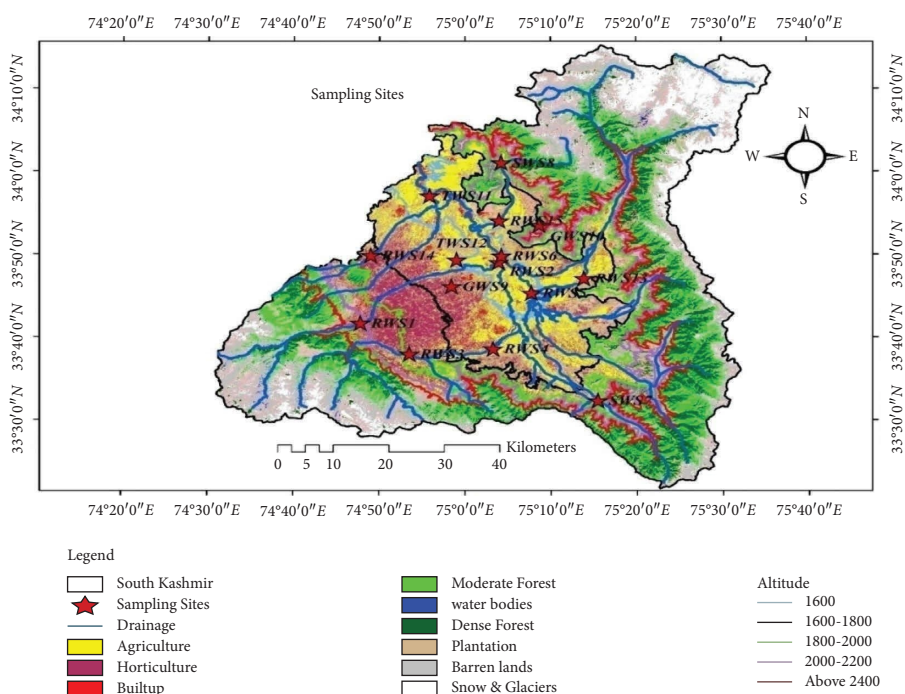 74°20′0″E 74°30′0″E 74°40′0″E 74°50′0″E 75°0′0″E 75°10′0″E 75°20′0″E 75°30′0″E 75°40′0″E
34°10′0″N 34°10′0″N
Sampling Sites
N
W E
S
34°0′0″N 34°0′0″N
SWS8
TWS11
RWS15
33°50′0″N 33°50′0″N
TWS12
RWS6
RWS14
RWS2
GWS9
33°40′0″N 33°40′0″N
RWS1
RWS4
RWS3
33°30′0″N 33°30′0″N
Kilometers
0 5 10 20 30 40
74°20′0″E 74°30′0″E 74°40′0″E 74°50′0″E 75°0′0″E 75°10′0″E 75°20′0″E 75°30′0″E 75°40′0″E
Legend
South Kashmir
Sampling Sites
Drainage
Agriculture
Horticulture
Builtup
Moderate Forest
water bodies
Dense Forest
Plantation
Barren lands
Snow & Glaciers
Altitude
1600
1600-1800
1800-2000
2000-2200
Above 2400